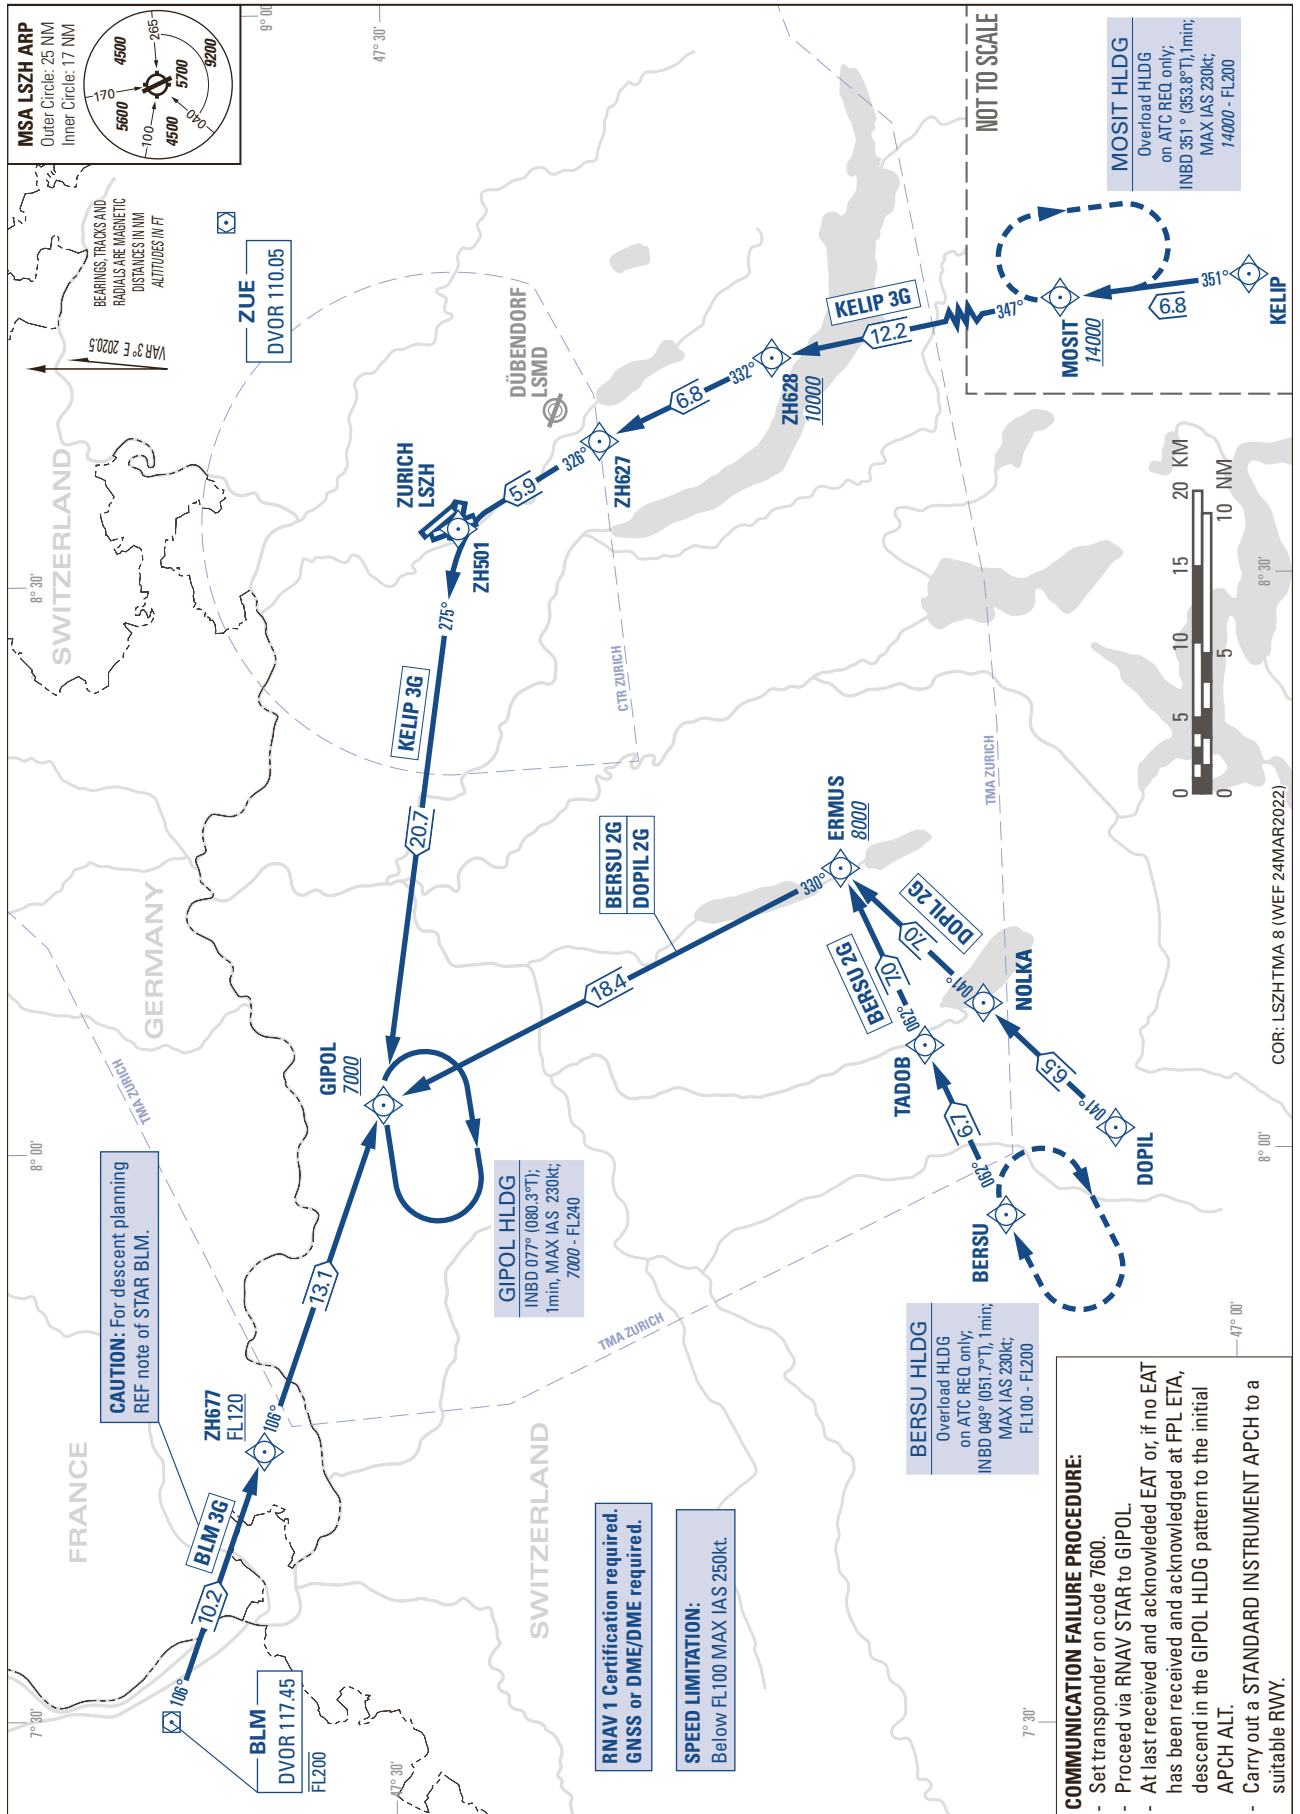 MSA LSZH ARP
Outer Circle: 25 NM
Inner Circle: 17 NM
170
265
100
040
5600
4500
4500
5700
9200
BEARINGS, TRACKS AND
RADIALS ARE MAGNETIC
DISTANCES IN NM
ALTITUDES IN FT
VAR 3° E 2020.5
9° 00'
47° 30'
8° 30'
8° 00'
7° 30'
47° 30'
7° 30'
47° 00'
8° 00'
8° 30'
FRANCE
GERMANY
SWITZERLAND
SWITZERLAND
CAUTION: For descent planning
REF note of STAR BLM.
BLM
DVOR 117.45
FL200
106°
10.2
BLM 3G
ZH677
FL120
106°
13.1
GIPOL
7000
GIPOL HLDG
INBD 077° (080.3°T);
1min, MAX IAS 230kt;
7000 - FL240
TMA ZURICH
TMA ZURICH
TMA ZURICH
CTR ZURICH
ZUE
DVOR 110.05
ZURICH
LSZH
ZH501
275°
KELIP 3G
20.7
DÜBENDORF
LSMD
5.9
326°
ZH627
6.8
332°
ZH628
10000
KELIP 3G
12.2
347°
MOSIT
14000
6.8
351°
KELIP
NOT TO SCALE
MOSIT HLDG
Overload HLDG
on ATC REQ only;
INBD 351° (353.8°T),1min;
MAX IAS 230kt;
14000 - FL200
BERSU 2G
DOPIL 2G
18.4
330°
ERMUS
8000
BERSU 2G
7.0
062°
TADOB
6.7
062°
BERSU
DOPIL 2G
7.0
041°
NOLKA
6.5
041°
DOPIL
BERSU HLDG
Overload HLDG
on ATC REQ only;
INBD 049° (051.7°T), 1min;
MAX IAS 230kt;
FL100 - FL200
RNAV 1 Certification required.
GNSS or DME/DME required.
SPEED LIMITATION:
Below FL100 MAX IAS 250kt.
0 5 10 15 20 KM
0 5 10 NM
COMMUNICATION FAILURE PROCEDURE:
- Set transponder on code 7600.
- Proceed via RNAV STAR to GIPOL.
- At last received and acknowleded EAT or, if no EAT
has been received and acknowledged at FPL ETA,
descend in the GIPOL HLDG pattern to the initial
APCH ALT.
- Carry out a STANDARD INSTRUMENT APCH to a
suitable RWY.
COR: LSZH TMA 8 (WEF 24MAR2022)